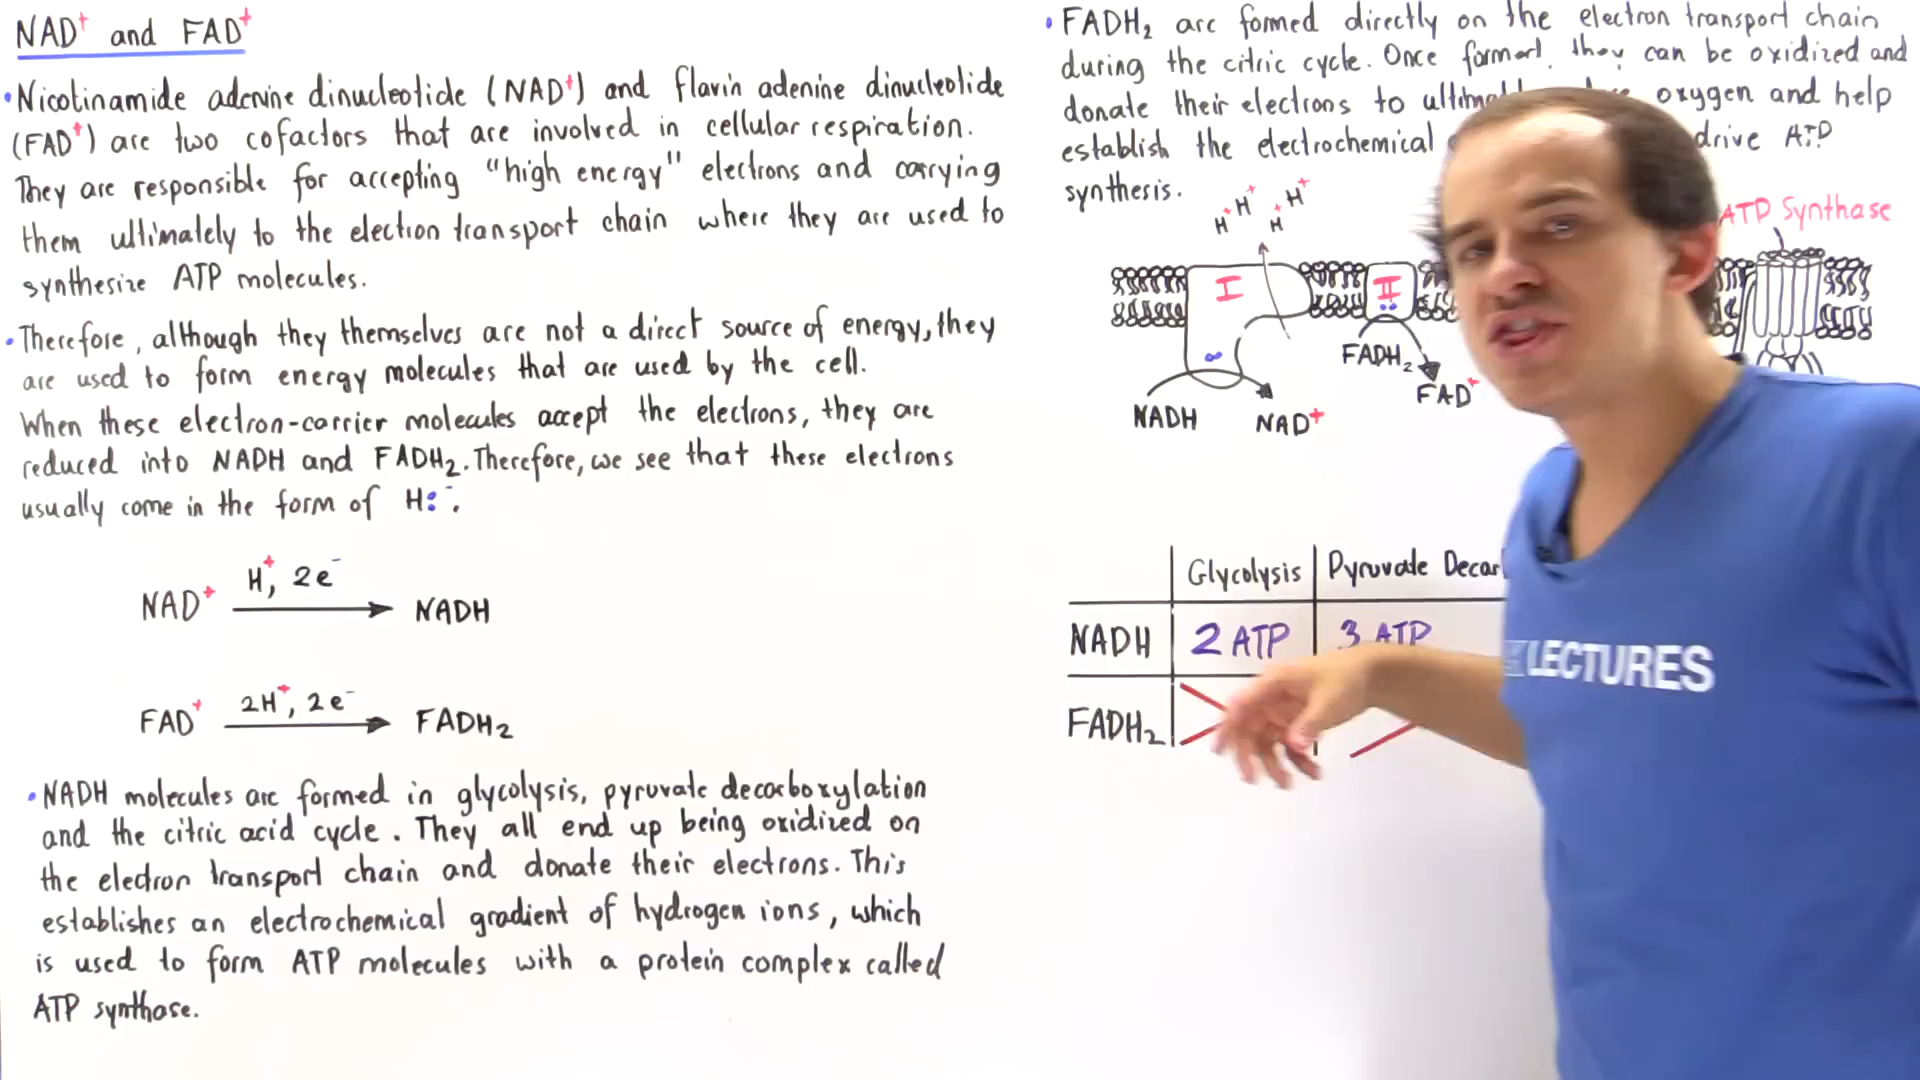 NAD+ and FAD+
• Nicotinamide adenine dinucleotide (NAD+) and flavin adenine dinucleotide
(FAD+) are two cofactors that are involved in cellular respiration.
They are responsible for accepting "high energy" electrons and carrying
them ultimately to the electron transport chain where they are used to
synthesize ATP molecules.
• Therefore, although they themselves are not a direct source of energy, they
are used to form energy molecules that are used by the cell.
When these electron-carrier molecules accept the electrons, they are
reduced into NADH and FADH₂. Therefore, we see that these electrons
usually come in the form of H:⁻.
NAD+ H+, 2e⁻ NADH
FAD+ 2H+, 2e⁻ FADH₂
• NADH molecules are formed in glycolysis, pyruvate decarboxylation
and the citric acid cycle. They all end up being oxidized on
the electron transport chain and donate their electrons. This
establishes an electrochemical gradient of hydrogen ions, which
is used to form ATP molecules with a protein complex called
ATP synthase.
• FADH₂ are formed directly on the electron transport chain
during the citric cycle. Once formed, they can be oxidized and
donate their electrons to oxygen and help
establish the electrochemical drive ATP
synthesis.
H+ H+ H+ H+
ATP Synthase
I II
FADH₂
FAD+
NADH NAD+
Glycolysis Pyruvate
NADH 2 ATP 3 ATP
FADH₂
LECTURES